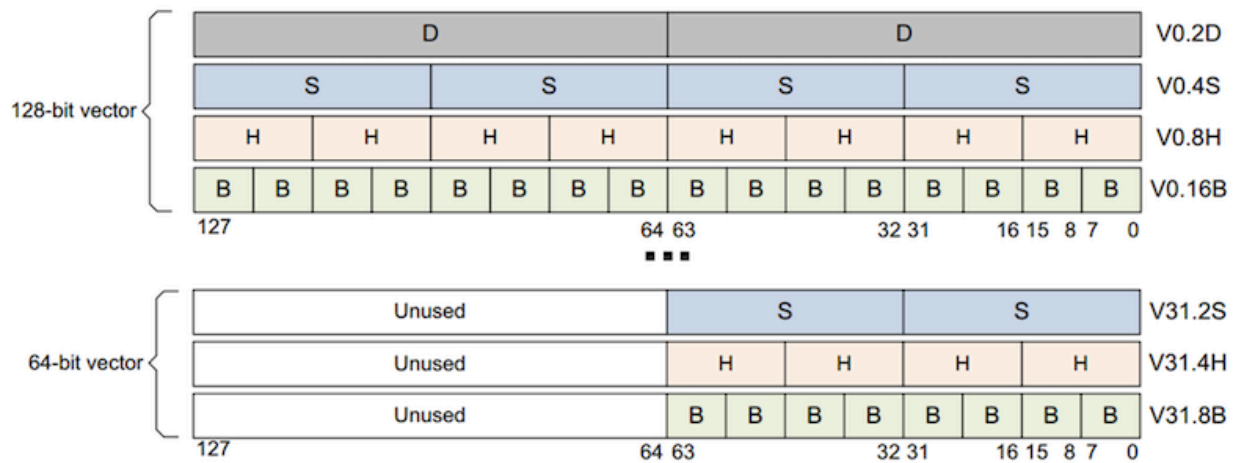 D D V0.2D
S S S S V0.4S
128-bit vector
H H H H H H H H V0.8H
B B B B B B B B B B B B B B B B V0.16B
127 64 63 32 31 16 15 8 7 0
Unused S S V31.2S
64-bit vector Unused H H H H V31.4H
Unused B B B B B B B B V31.8B
127 64 63 32 31 16 15 8 7 0